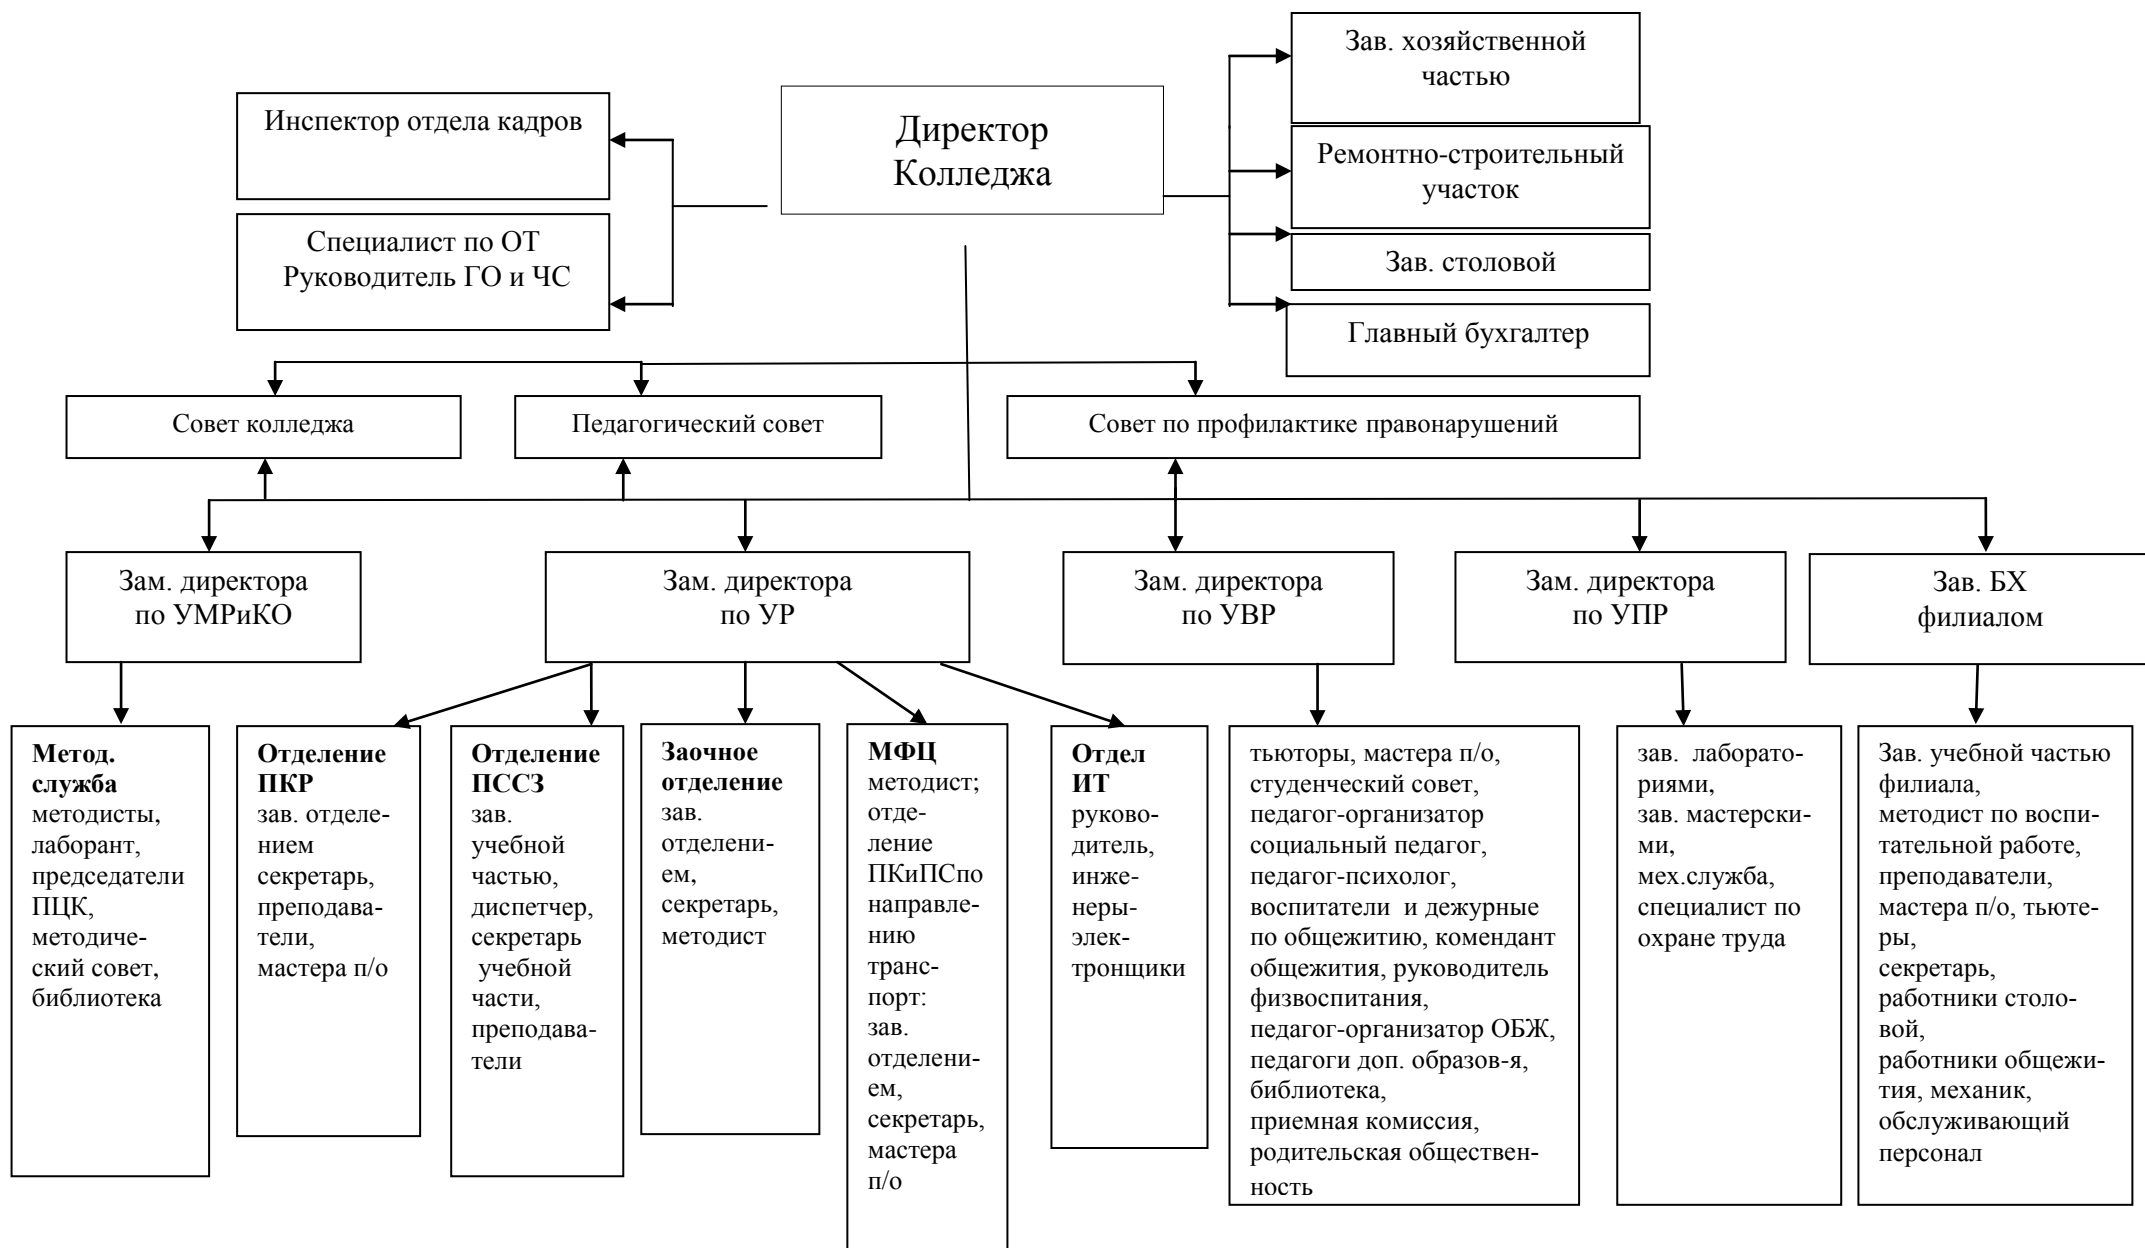 Зав. хозяйственной
частью
Инспектор отдела кадров
Директор
Колледжа
Ремонтно-строительный
участок
Специалист по ОТ
Руководитель ГО и ЧС
Зав. столовой
Главный бухгалтер
Совет колледжа
Педагогический совет
Совет по профилактике правонарушений
Зам. директора
по УМРиКО
Зам. директора
по УР
Зам. директора
по УВР
Зам. директора
по УПР
Зав. БХ
филиалом
Метод.
служба
методисты,
лаборант,
председатели
ПЦК,
методиче-
ский совет,
библиотека
Отделение
ПКР
зав. отделе-
нием
секретарь,
преподава-
тели,
мастера п/о
Отделение
ПССЗ
зав.
учебной
частью,
диспетчер,
секретарь
учебной
части,
преподава-
тели
Заочное
отделение
зав.
отделени-
ем,
секретарь,
методист
МФЦ
методист;
отде-
ление
ПКиПСпо
направле-
нию
транс-
порт:
зав.
отделени-
ем,
секретарь,
мастера
п/о
Отдел
ИТ
руково-
дитель,
инже-
неры-
элек-
тронщики
тьюторы, мастера п/о,
студенческий совет,
педагог-организатор
социальный педагог,
педагог-психолог,
воспитатели и дежурные
по общежитию, комендант
общежития, руководитель
физвоспитания,
педагог-организатор ОБЖ,
педагоги доп. образов-я,
библиотека,
приемная комиссия,
родительская обществен-
ность
зав. лаборато-
риями,
зав. мастерски-
ми,
мех.служба,
специалист по
охране труда
Зав. учебной частью
филиала,
методист по воспи-
тательной работе,
преподаватели,
мастера п/о, тьюте-
ры,
секретарь,
работники столо-
вой,
работники общежи-
тия, механик,
обслуживающий
персонал